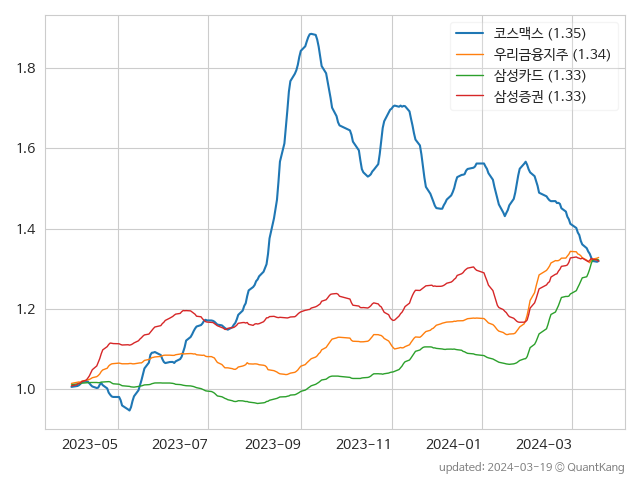 코스맥스 (1.35)
우리금융지주 (1.34)
삼성카드 (1.33)
삼성증권 (1.33)
1.8
1.6
1.4
1.2
1.0
2023-05 2023-07 2023-09 2023-11 2024-01 2024-03
updated: 2024-03-19 © QuantKang